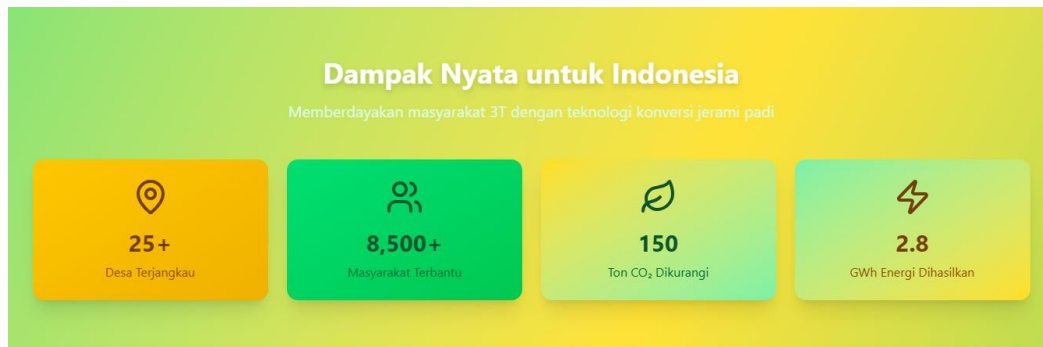 Dampak Nyata untuk Indonesia
Memberdayakan masyarakat 3T dengan teknologi konversi jerami padi
25+
Desa Terjangkau
8,500+
Masyarakat Terbantu
150
Ton CO₂ Dikurangi
2.8
GWh Energi Dihasilkan